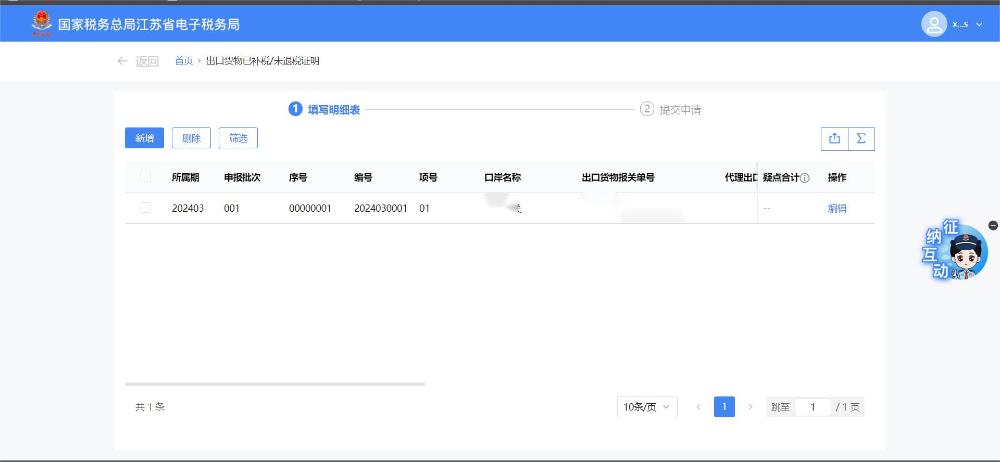 国家税务总局江苏省电子税务局
x...s
返回 首页 > 出口货物已补税/未退税证明
1 填写明细表 2 提交申请
新增 删除 筛选
所属期 申报批次 序号 编号 项号 口岸名称 出口货物报关单号 代理出口 疑点合计 操作
202403 001 00000001 2024030001 01 -- 编辑
征
纳
互
动
共 1 条 10条/页 1 跳至 1 / 1 页